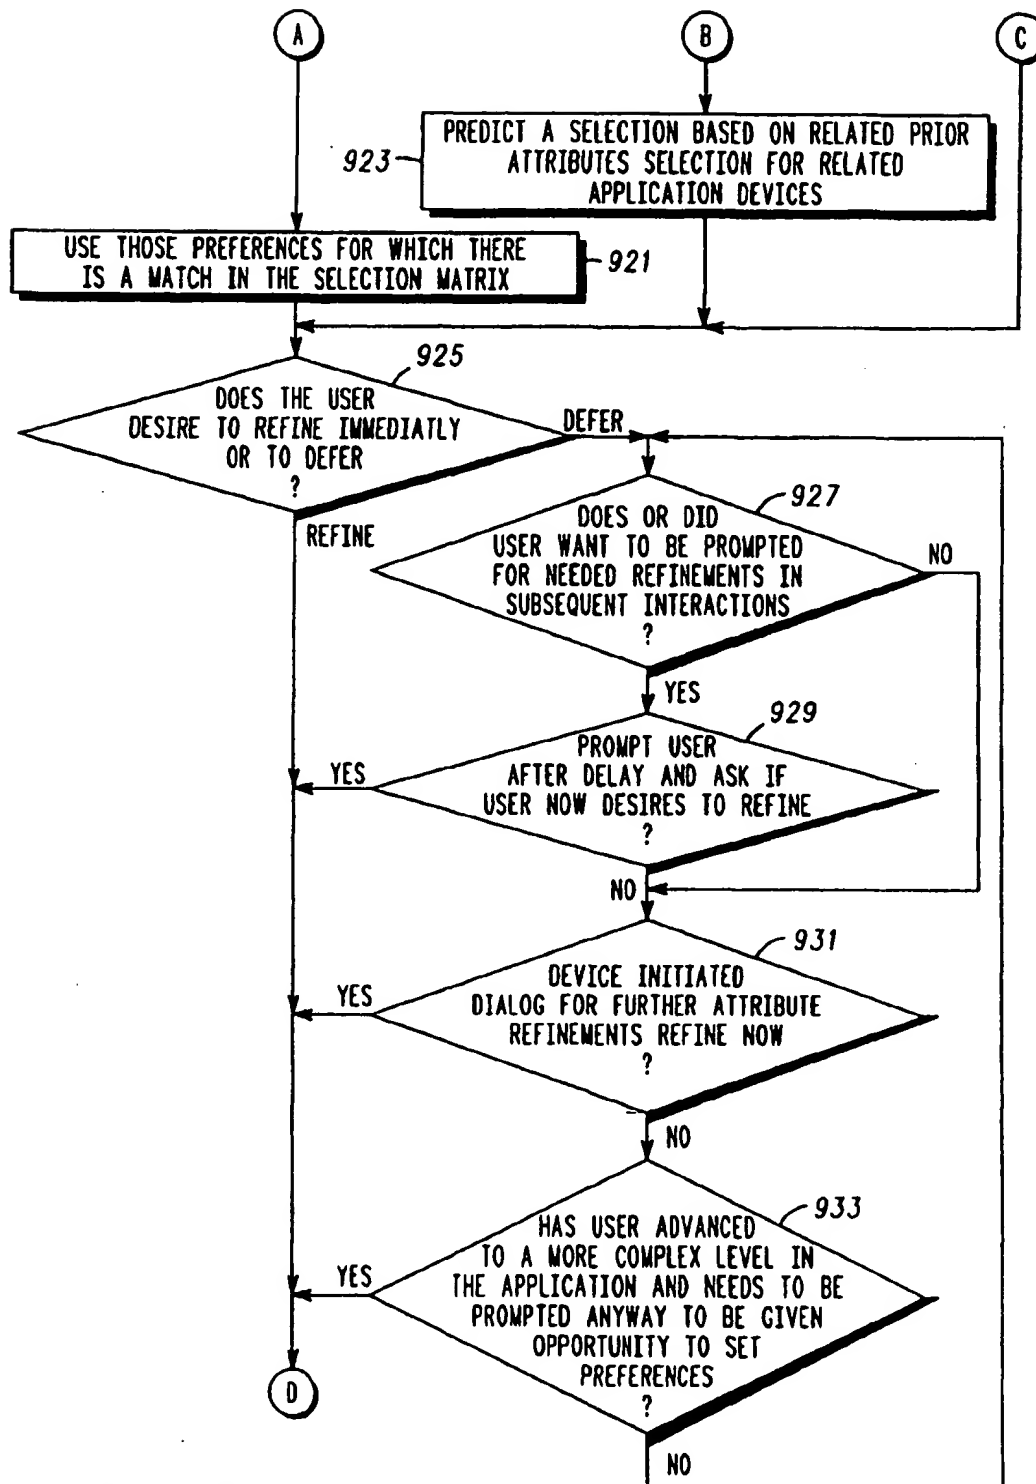 A
B
C
PREDICT A SELECTION BASED ON RELATED PRIOR
ATTRIBUTES SELECTION FOR RELATED
APPLICATION DEVICES
923
USE THOSE PREFERENCES FOR WHICH THERE
IS A MATCH IN THE SELECTION MATRIX
921
925
DOES THE USER
DESIRE TO REFINE IMMEDIATLY
OR TO DEFER
?
DEFER
REFINE
927
DOES OR DID
USER WANT TO BE PROMPTED
FOR NEEDED REFINEMENTS IN
SUBSEQUENT INTERACTIONS
?
NO
YES
929
PROMPT USER
AFTER DELAY AND ASK IF
USER NOW DESIRES TO REFINE
?
YES
NO
931
DEVICE INITIATED
DIALOG FOR FURTHER ATTRIBUTE
REFINEMENTS REFINE NOW
?
YES
NO
933
HAS USER ADVANCED
TO A MORE COMPLEX LEVEL IN
THE APPLICATION AND NEEDS TO BE
PROMPTED ANYWAY TO BE GIVEN
OPPORTUNITY TO SET
PREFERENCES
?
YES
D
NO